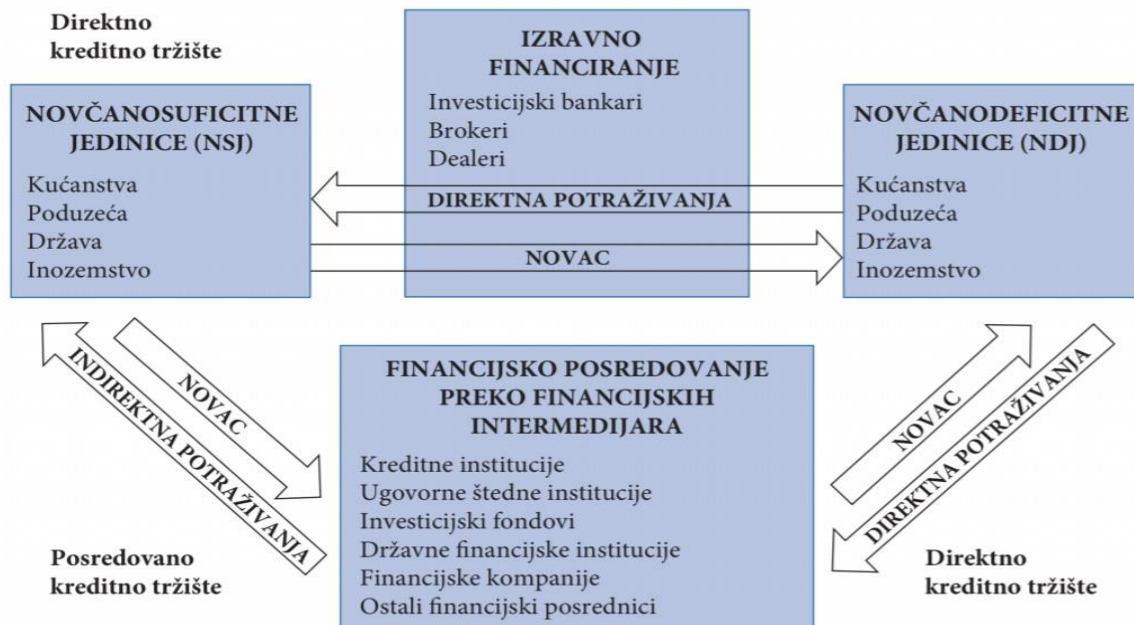 Direktno
kreditno tržište
IZRAVNO
FINANCIRANJE
Investicijski bankari
Brokeri
Dealeri
NOVČANOSUFICITNE
JEDINICE (NSJ)
Kućanstva
Poduzeća
Država
Inozemstvo
NOVČANODEFICITNE
JEDINICE (NDJ)
Kućanstva
Poduzeća
Država
Inozemstvo
DIREKTNA POTRAŽIVANJA
NOVAC
NOVAC
INDIREKTNA POTRAŽIVANJA
FINANCIJSKO POSREDOVANJE
PREKO FINANCIJSKIH
INTERMEDIJARA
Kreditne institucije
Ugovorne štedne institucije
Investicijski fondovi
Državne financijske institucije
Financijske kompanije
Ostali financijski posrednici
NOVAC
DIREKTNA POTRAŽIVANJA
Posredovano
kreditno tržište
Direktno
kreditno tržište